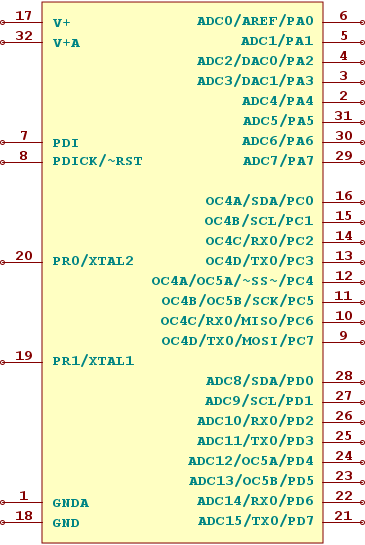 17 V+ ADC0/AREF/PA0 6
32 V+A ADC1/PA1 5
ADC2/DAC0/PA2 4
ADC3/DAC1/PA3 3
ADC4/PA4 2
ADC5/PA5 31
7 PDI ADC6/PA6 30
8 PDICK/~RST ADC7/PA7 29
OC4A/SDA/PC0 16
OC4B/SCL/PC1 15
OC4C/RX0/PC2 14
20 PR0/XTAL2 OC4D/TX0/PC3 13
OC4A/OC5A/~SS~/PC4 12
OC4B/OC5B/SCK/PC5 11
OC4C/RX0/MISO/PC6 10
OC4D/TX0/MOSI/PC7 9
19 PR1/XTAL1
ADC8/SDA/PD0 28
ADC9/SCL/PD1 27
ADC10/RX0/PD2 26
ADC11/TX0/PD3 25
ADC12/OC5A/PD4 24
ADC13/OC5B/PD5 23
1 GNDA ADC14/RX0/PD6 22
18 GND ADC15/TX0/PD7 21